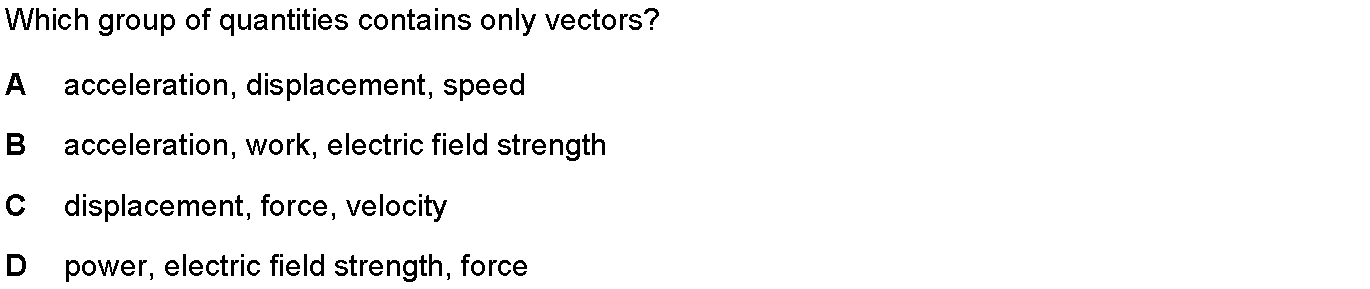 Which group of quantities contains only vectors?
A acceleration, displacement, speed
B acceleration, work, electric field strength
C displacement, force, velocity
D power, electric field strength, force